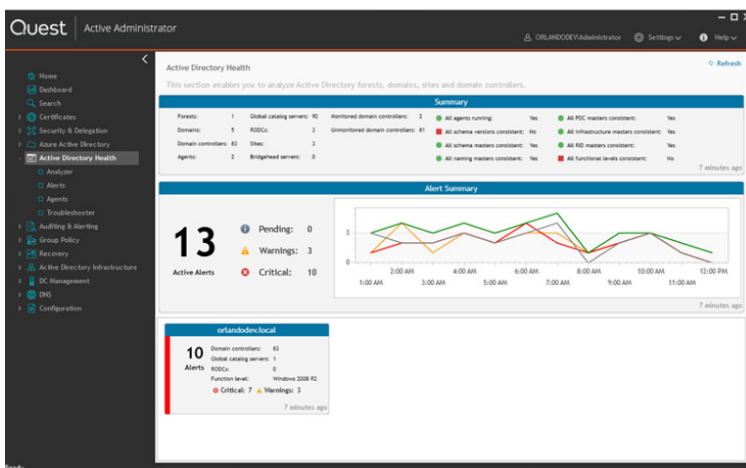 Quest Active Administrator
ORLANDODEV\Administrator Settings Help
Home
Dashboard
Search
Certificates
Security & Delegation
Azure Active Directory
Active Directory Health
Analyzer
Alerts
Agents
Troubleshooter
Auditing & Alerting
Group Policy
Recovery
Active Directory Infrastructure
DC Management
DNS
Configuration
Active Directory Health
Refresh
This section enables you to analyze Active Directory forests, domains, sites and domain controllers.
Summary
Forests: 1 Global catalog servers: 92 Monitored domain controllers: 2 All agents running: Yes All PDC masters consistent: Yes
Domains: 5 RODCs: 3 Unmonitored domain controllers: 81 All schema versions consistent: No All infrastructure masters consistent: Yes
Domain controllers: 83 Sites: 3 All schema masters consistent: Yes All RID masters consistent: Yes
Agents: 2 Bridgehead servers: 0 All naming masters consistent: Yes All functional levels consistent: No
7 minutes ago
Alert Summary
13
Active Alerts
Pending: 0
Warnings: 3
Critical: 10
3
0
2:00 AM 4:00 AM 6:00 AM 8:00 AM 10:00 AM 12:00 PM
1:00 AM 3:00 AM 5:00 AM 7:00 AM 9:00 AM 11:00 AM
7 minutes ago
orlandodev.local
10
Alerts
Domain controllers: 83
Global catalog servers: 1
RODCs: 0
Function level: Windows 2008 R2
Critical: 7 Warnings: 3
7 minutes ago